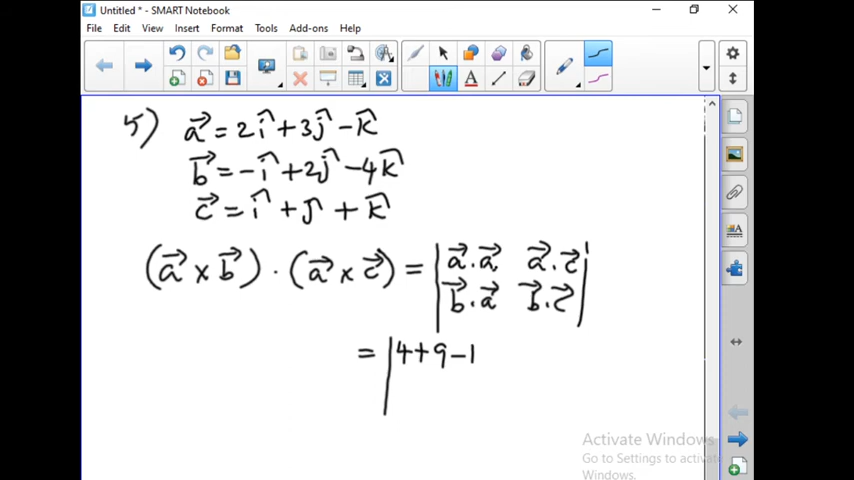 Untitled * - SMART Notebook
File Edit View Insert Format Tools Add-ons Help
5) a⃗ = 2î + 3ĵ - k̂
b⃗ = -î + 2ĵ - 4k̂
c⃗ = î + ĵ + k̂
(a⃗ x b⃗) · (a⃗ x c⃗) = | a⃗.a⃗ a⃗.c⃗ |
| b⃗.a⃗ b⃗.c⃗ |
= | 4+9-1
Activate Windows
Go to Settings to activate
Windows.